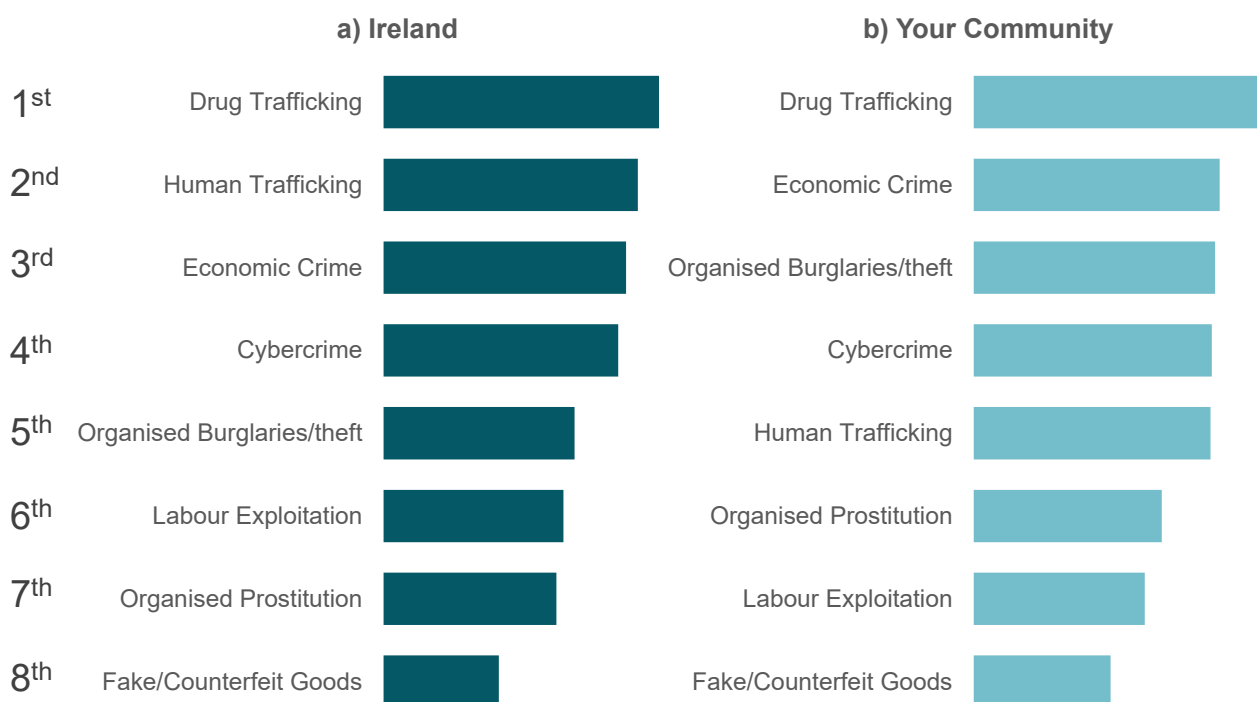 a) Ireland b) Your Community
1st Drug Trafficking Drug Trafficking
2nd Human Trafficking Economic Crime
3rd Economic Crime Organised Burglaries/theft
4th Cybercrime Cybercrime
5th Organised Burglaries/theft Human Trafficking
6th Labour Exploitation Organised Prostitution
7th Organised Prostitution Labour Exploitation
8th Fake/Counterfeit Goods Fake/Counterfeit Goods